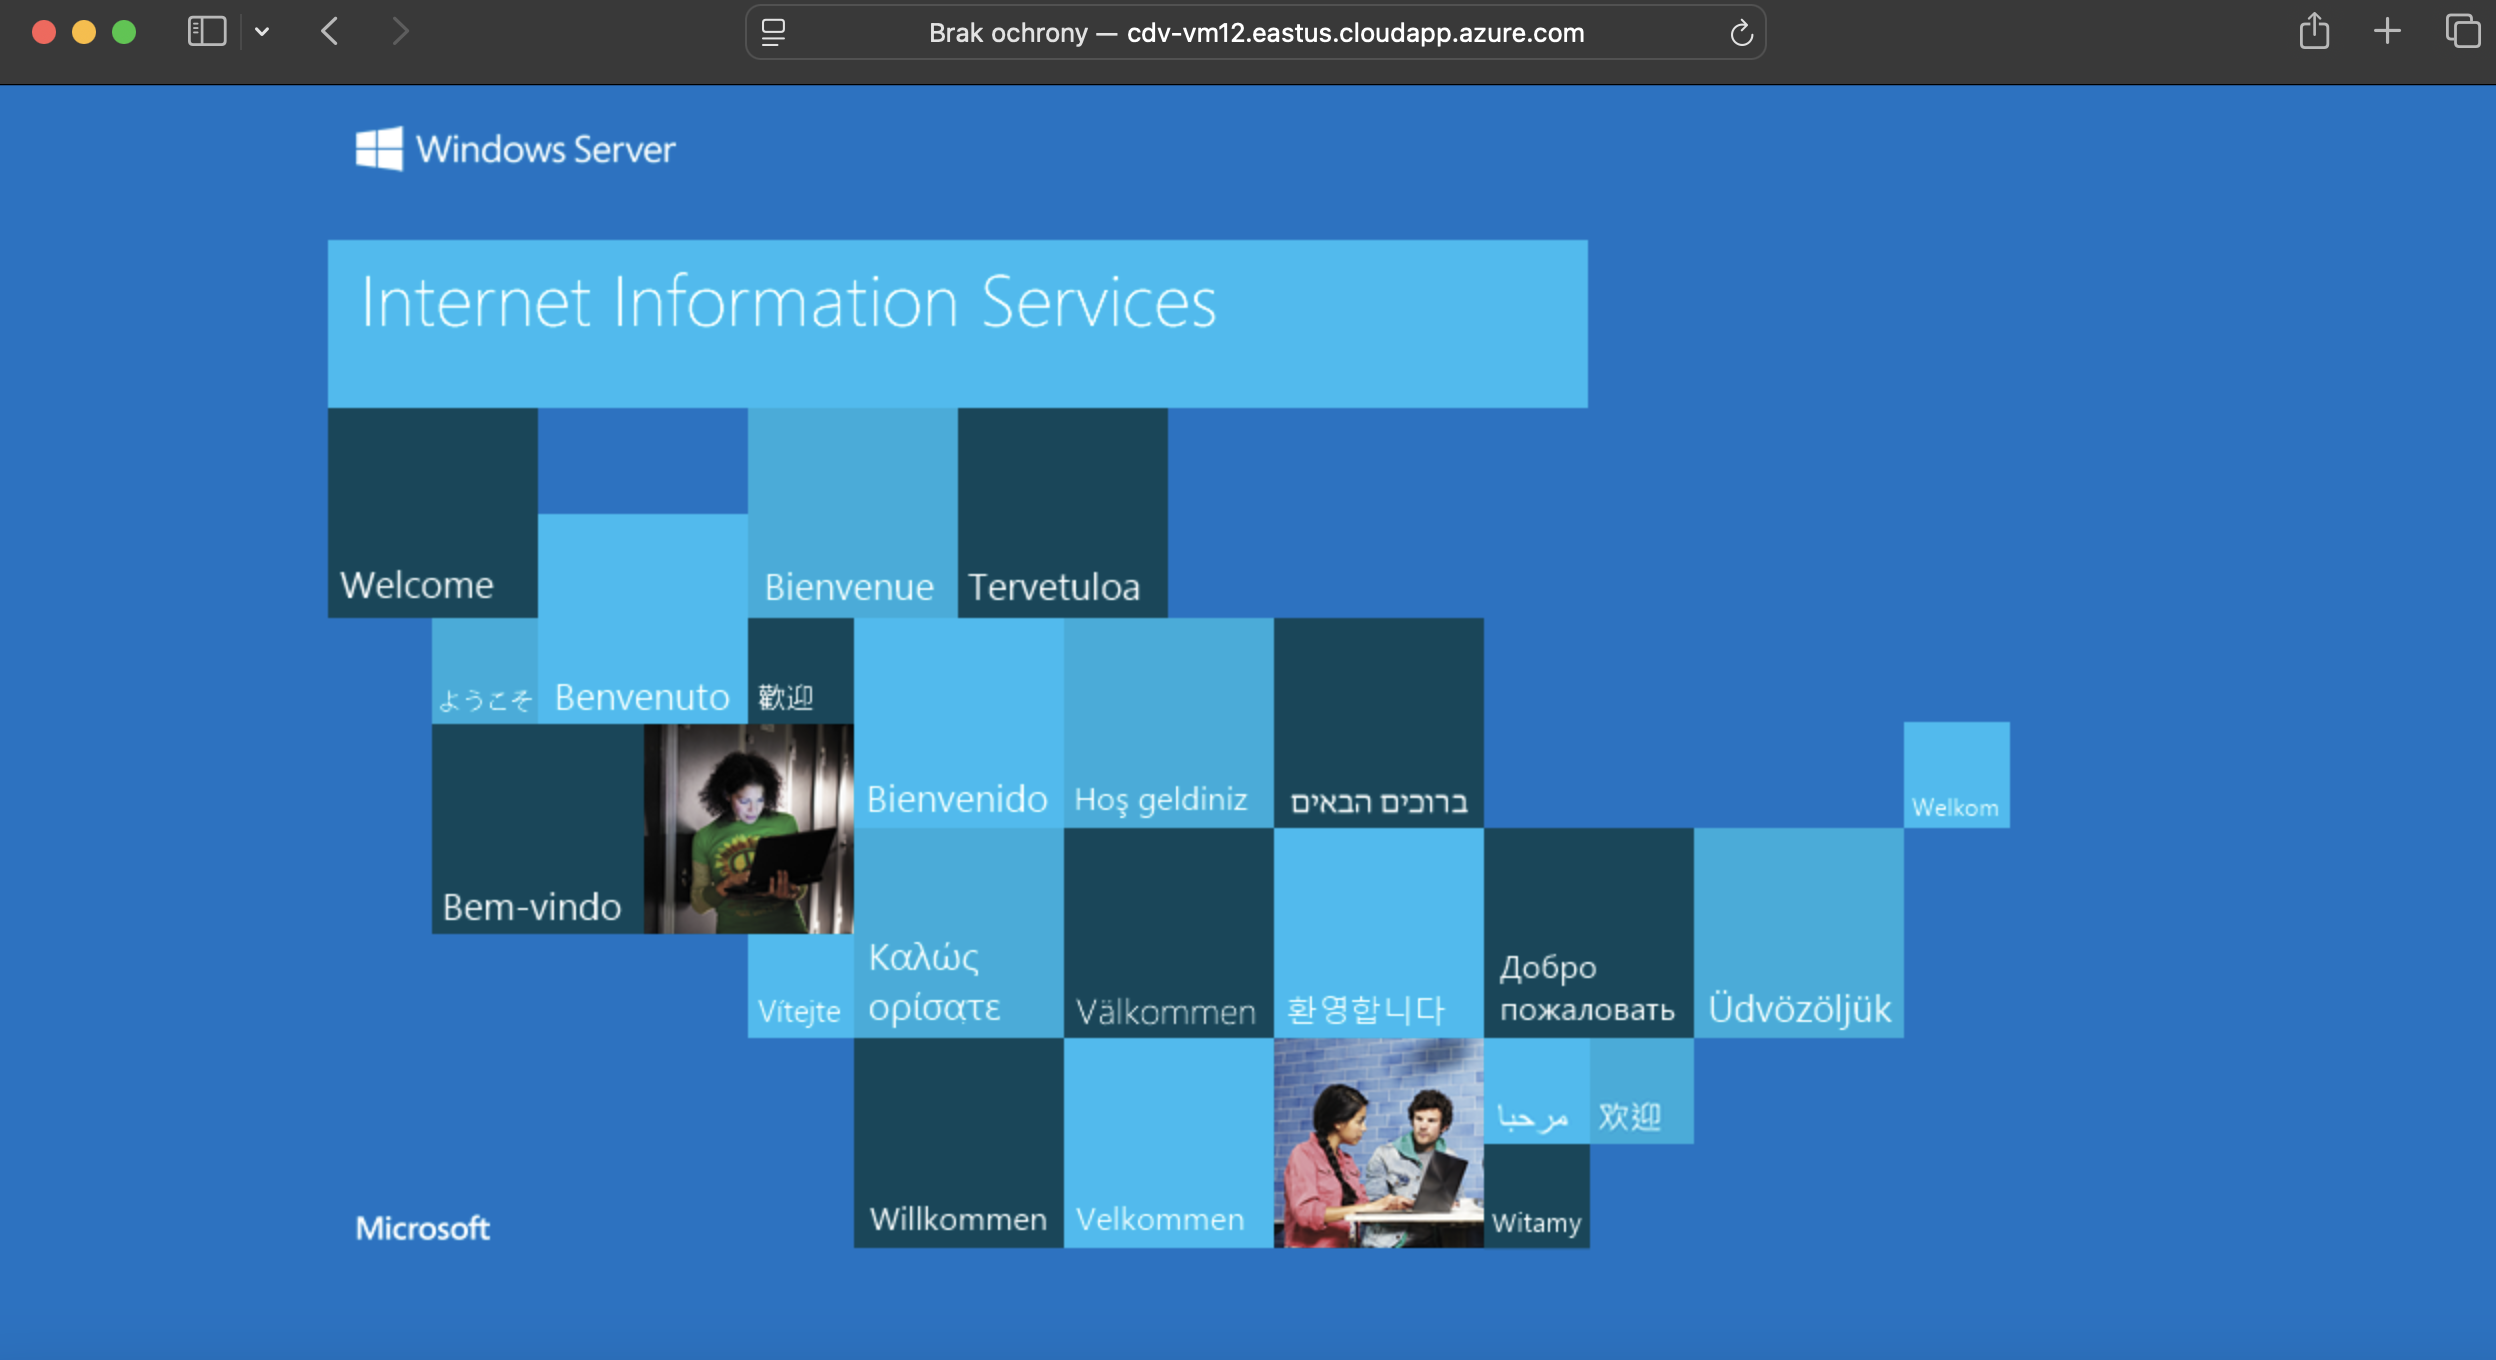 Brak ochrony — cdv-vm12.eastus.cloudapp.azure.com
Windows Server
Internet Information Services
Welcome
Bienvenue
Tervetuloa
ようこそ
Benvenuto
歡迎
Bienvenido
Hoş geldiniz
ברוכים הבאים
Welkom
Bem-vindo
Vítejte
Καλώς
ορίσατε
Välkommen
환영합니다
Добро
пожаловать
Üdvözöljük
مرحبا
欢迎
Willkommen
Velkommen
Witamy
Microsoft